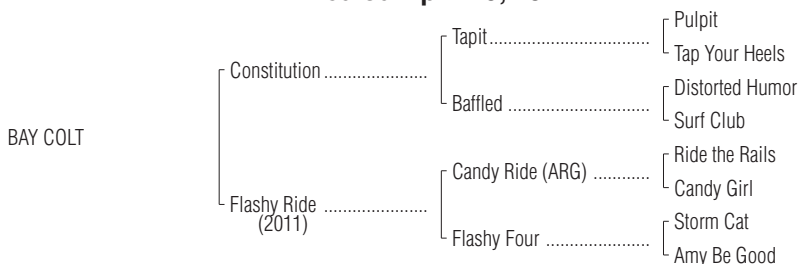 Pulpit
Tapit
Tap Your Heels
Constitution
Distorted Humor
Baffled
Surf Club
BAY COLT
Ride the Rails
Candy Ride (ARG)
Candy Girl
Flashy Ride
(2011)
Storm Cat
Flashy Four
Amy Be Good